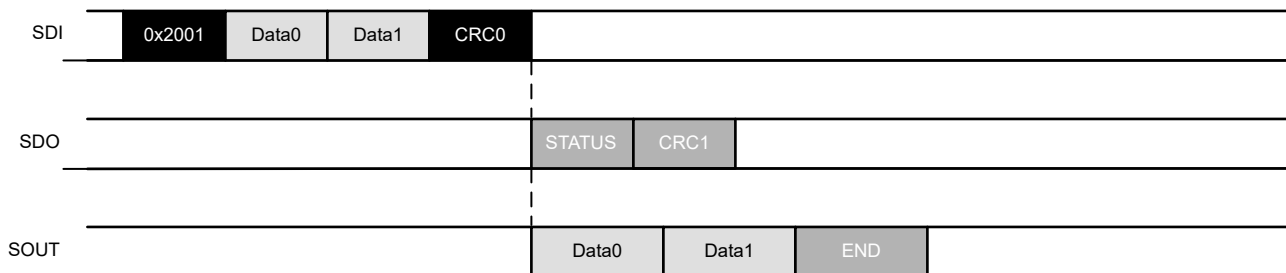 SDI 0x2001 Data0 Data1 CRC0
SDO STATUS CRC1
SOUT Data0 Data1 END